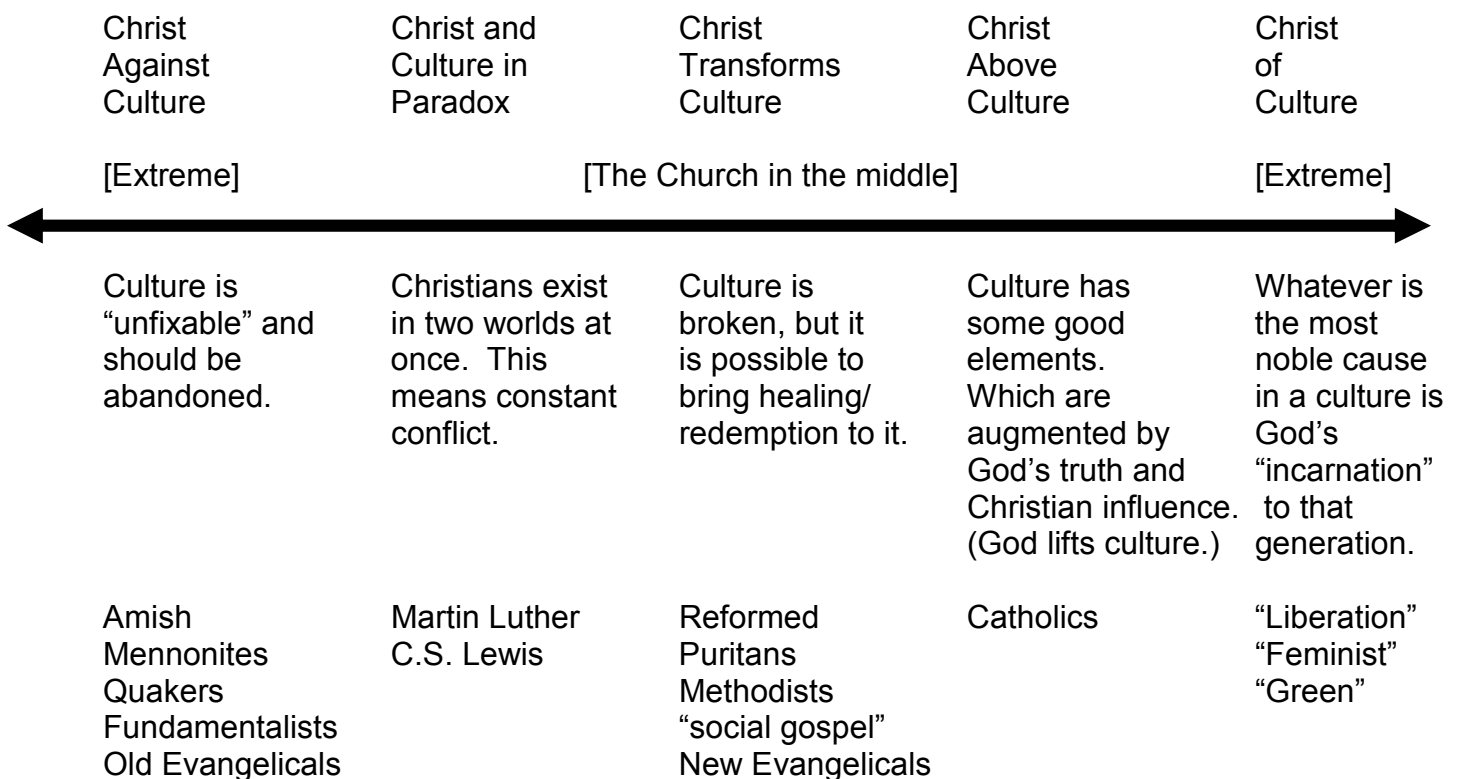 Christ
Against
Culture
Christ and
Culture in
Paradox
Christ
Transforms
Culture
Christ
Above
Culture
Christ
of
Culture
[Extreme]
[The Church in the middle]
[Extreme]
Culture is
“unfixable” and
should be
abandoned.
Christians exist
in two worlds at
once.  This
means constant
conflict.
Culture is
broken, but it
is possible to
bring healing/
redemption to it.
Culture has
some good
elements.
Which are
augmented by
God’s truth and
Christian influence.
(God lifts culture.)
Whatever is
the most
noble cause
in a culture is
God’s
“incarnation”
to that
generation.
Amish
Mennonites
Quakers
Fundamentalists
Old Evangelicals
Martin Luther
C.S. Lewis
Reformed
Puritans
Methodists
“social gospel”
New Evangelicals
Catholics
“Liberation”
“Feminist”
“Green”